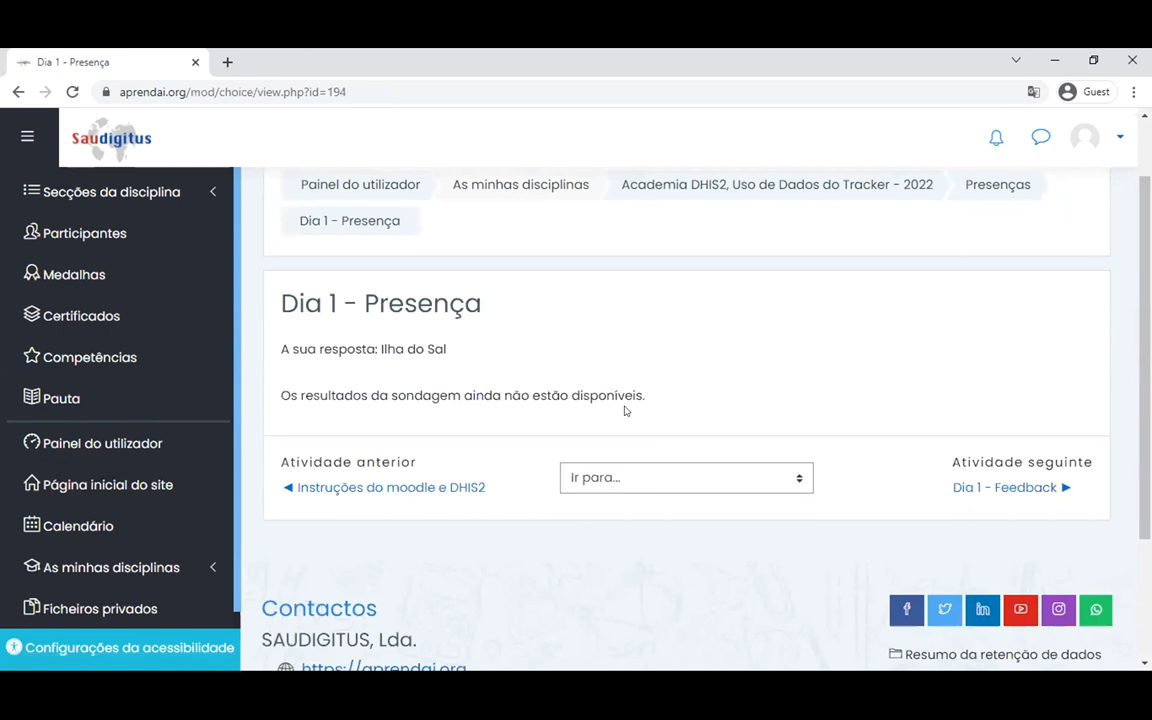 Dia 1 - Presença
aprendai.org/mod/choice/view.php?id=194
Guest
Saudigitus
Secções da disciplina
Participantes
Medalhas
Certificados
Competências
Pauta
Painel do utilizador
Página inicial do site
Calendário
As minhas disciplinas
Ficheiros privados
Configurações da acessibilidade
Painel do utilizador As minhas disciplinas Academia DHIS2, Uso de Dados do Tracker - 2022 Presenças
Dia 1 - Presença
Dia 1 - Presença
A sua resposta: Ilha do Sal
Os resultados da sondagem ainda não estão disponíveis.
Atividade anterior
◄ Instruções do moodle e DHIS2
Ir para...
Atividade seguinte
Dia 1 - Feedback ►
Contactos
SAUDIGITUS, Lda.
https://aprendai.org
Resumo da retenção de dados